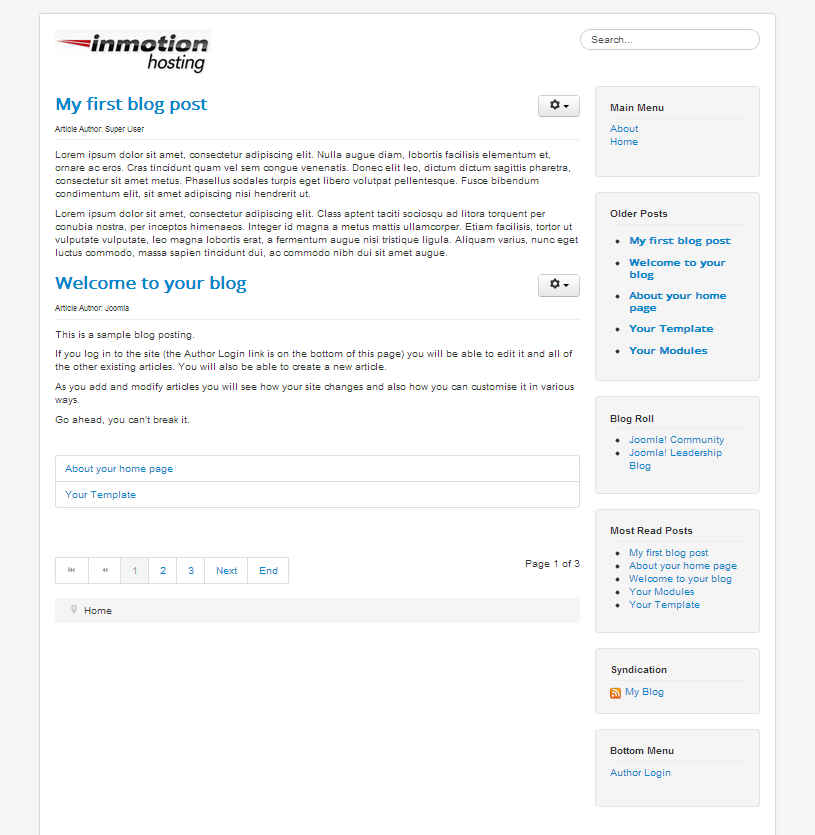 inmotion
hosting
Search...
My first blog post
Article Author: Super User
Lorem ipsum dolor sit amet, consectetur adipiscing elit. Nulla augue diam, lobortis facilisis elementum et,
ornare ac eros. Cras tincidunt quam vel sem congue venenatis. Donec elit leo, dictum dictum sagittis pharetra,
consectetur sit amet metus. Phasellus sodales turpis eget libero volutpat pellentesque. Fusce bibendum
condimentum elit, sit amet adipiscing nisi hendrerit ut.
Lorem ipsum dolor sit amet, consectetur adipiscing elit. Class aptent taciti sociosqu ad litora torquent per
conubia nostra, per inceptos himenaeos. Integer id magna a metus mattis ullamcorper. Etiam facilisis, tortor ut
vulputate vulputate, leo magna lobortis erat, a fermentum augue nisi tristique ligula. Aliquam varius, nunc eget
luctus commodo, massa sapien tincidunt dui, ac commodo nibh dui sit amet augue.
Welcome to your blog
Article Author: Joomla
This is a sample blog posting.
If you log in to the site (the Author Login link is on the bottom of this page) you will be able to edit it and all of
the other existing articles. You will also be able to create a new article.
As you add and modify articles you will see how your site changes and also how you can customise it in various
ways.
Go ahead, you can't break it.
About your home page
Your Template
1 2 3 Next End
Page 1 of 3
Home
Main Menu
About
Home
Older Posts
My first blog post
Welcome to your
blog
About your home
page
Your Template
Your Modules
Blog Roll
Joomla! Community
Joomla! Leadership
Blog
Most Read Posts
My first blog post
About your home page
Welcome to your blog
Your Modules
Your Template
Syndication
My Blog
Bottom Menu
Author Login